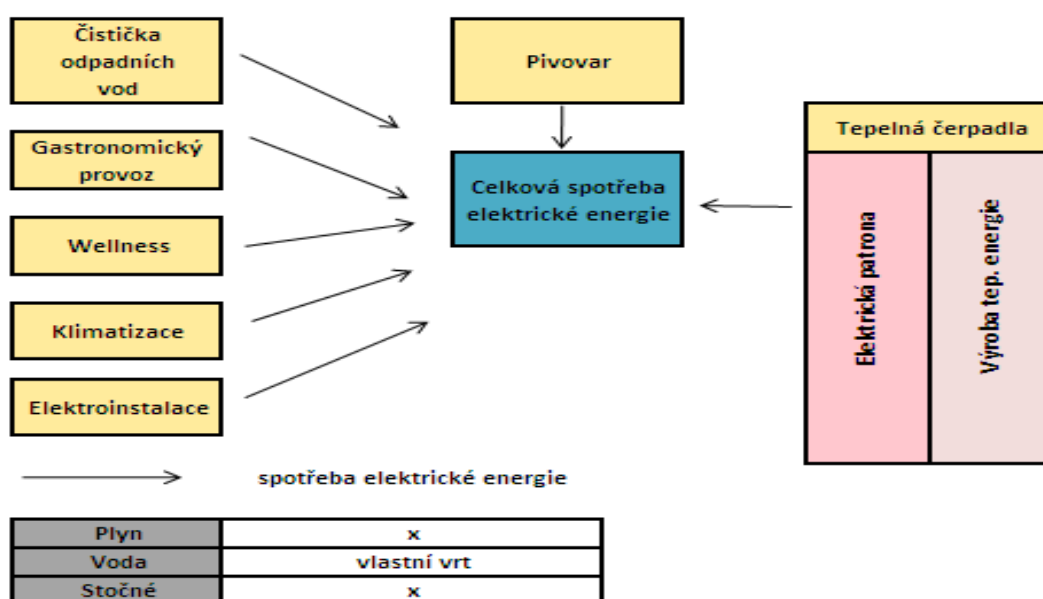 Čistička
odpadních
vod
Pivovar
Tepelná čerpadla
Gastronomický
provoz
Celková spotřeba
elektrické energie
Elektrická patrona
Výroba tep. energie
Wellness
Klimatizace
Elektroinstalace
spotřeba elektrické energie
Plyn x
Voda vlastní vrt
Stočné x